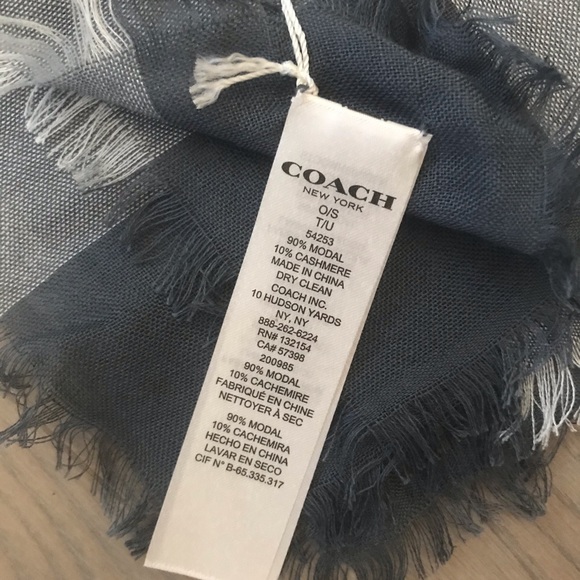 COACH
NEW YORK
O/S
T/U
54253
90% MODAL
10% CASHMERE
MADE IN CHINA
DRY CLEAN
COACH INC.
10 HUDSON YARDS
NY, NY
888-262-6224
RN# 132154
CA# 57398
200985
90% MODAL
10% CACHEMIRE
FABRIQUÉ EN CHINE
NETTOYER À SEC
90% MODAL
10% CACHEMIRA
HECHO EN CHINA
LAVAR EN SECO
CIF N° B-65.335.317